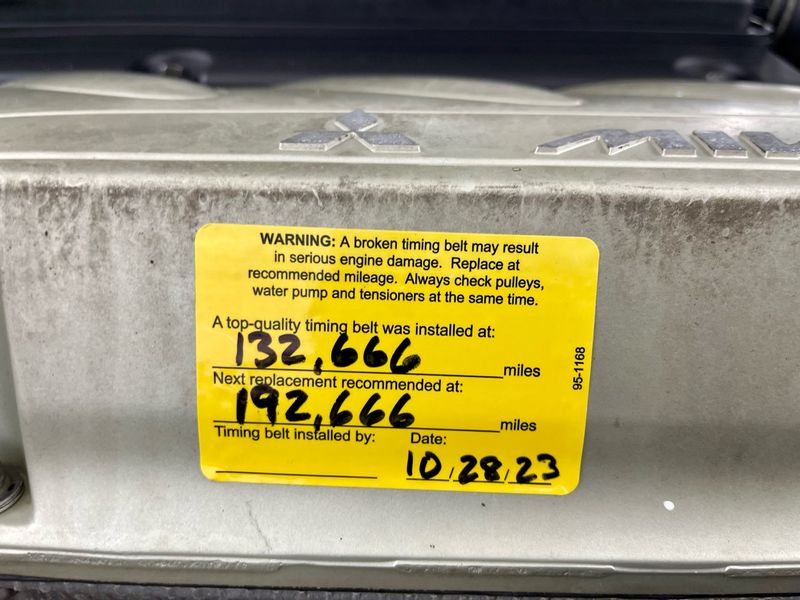 WARNING: A broken timing belt may result
in serious engine damage. Replace at
recommended mileage. Always check pulleys,
water pump and tensioners at the same time.
A top-quality timing belt was installed at:
132,666 miles
Next replacement recommended at:
192,666 miles
Timing belt installed by: Date:
10/28/23
95-1168